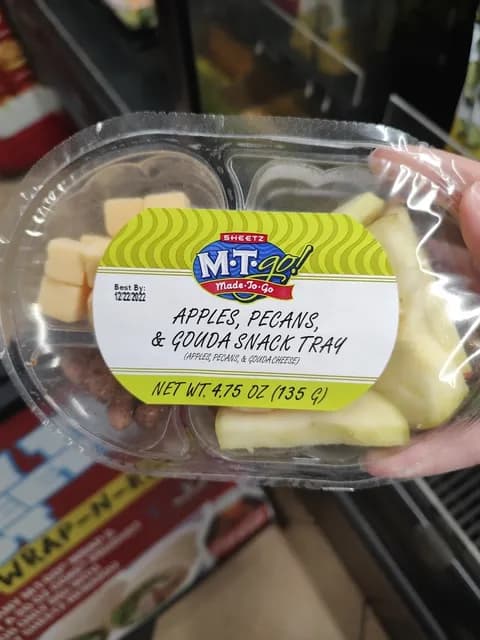 SHEETZ
M·T·go!
Made·To·Go
Best By:
12/22/2022
APPLES, PECANS,
& GOUDA SNACK TRAY
(APPLES, PECANS, & GOUDA CHEESE)
NET WT. 4.75 OZ (135 G)
WRAP-N-